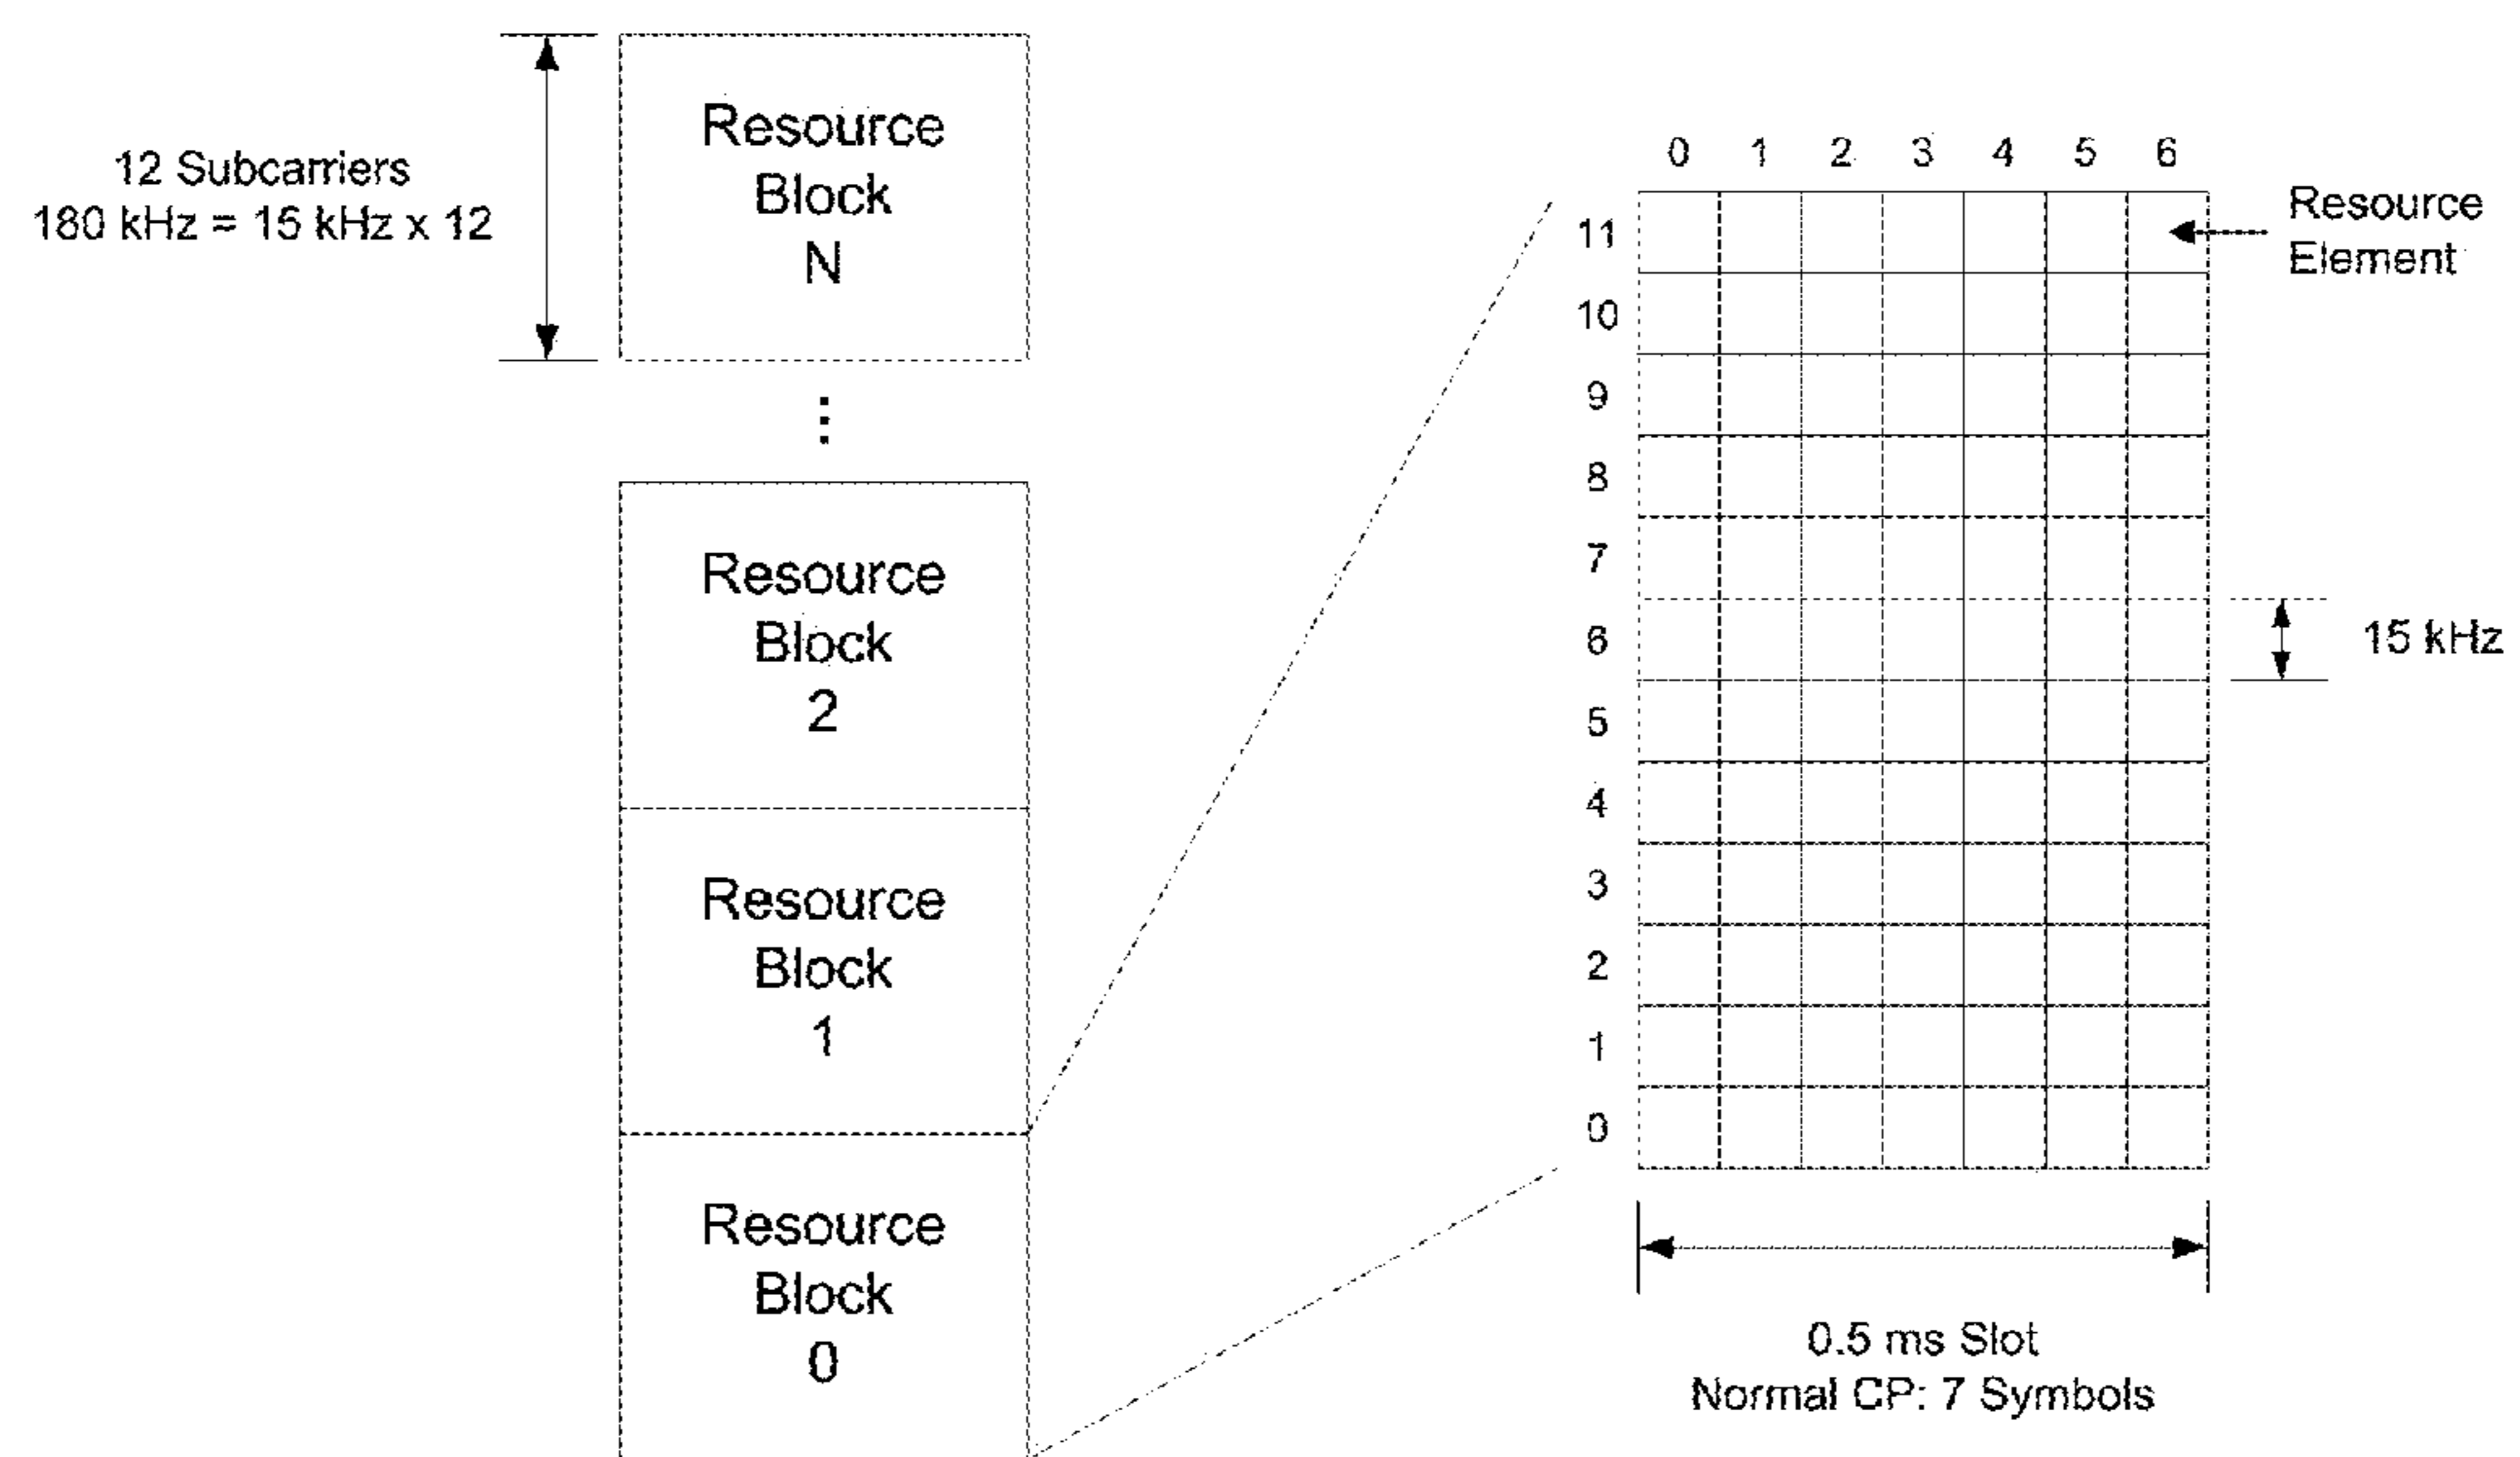 12 Subcarriers
180 kHz = 15 kHz x 12
Resource
Block
N
⋮
Resource
Block
2
Resource
Block
1
Resource
Block
0
0 1 2 3 4 5 6
11
10
9
8
7
6
5
4
3
2
1
0
Resource
Element
15 kHz
0.5 ms Slot
Normal CP: 7 Symbols